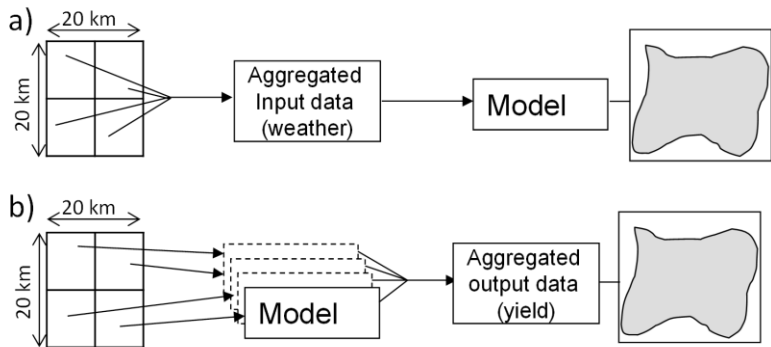 a)
20 km
20 km
Aggregated
Input data
(weather)
Model
b)
20 km
20 km
Model
Aggregated
output data
(yield)